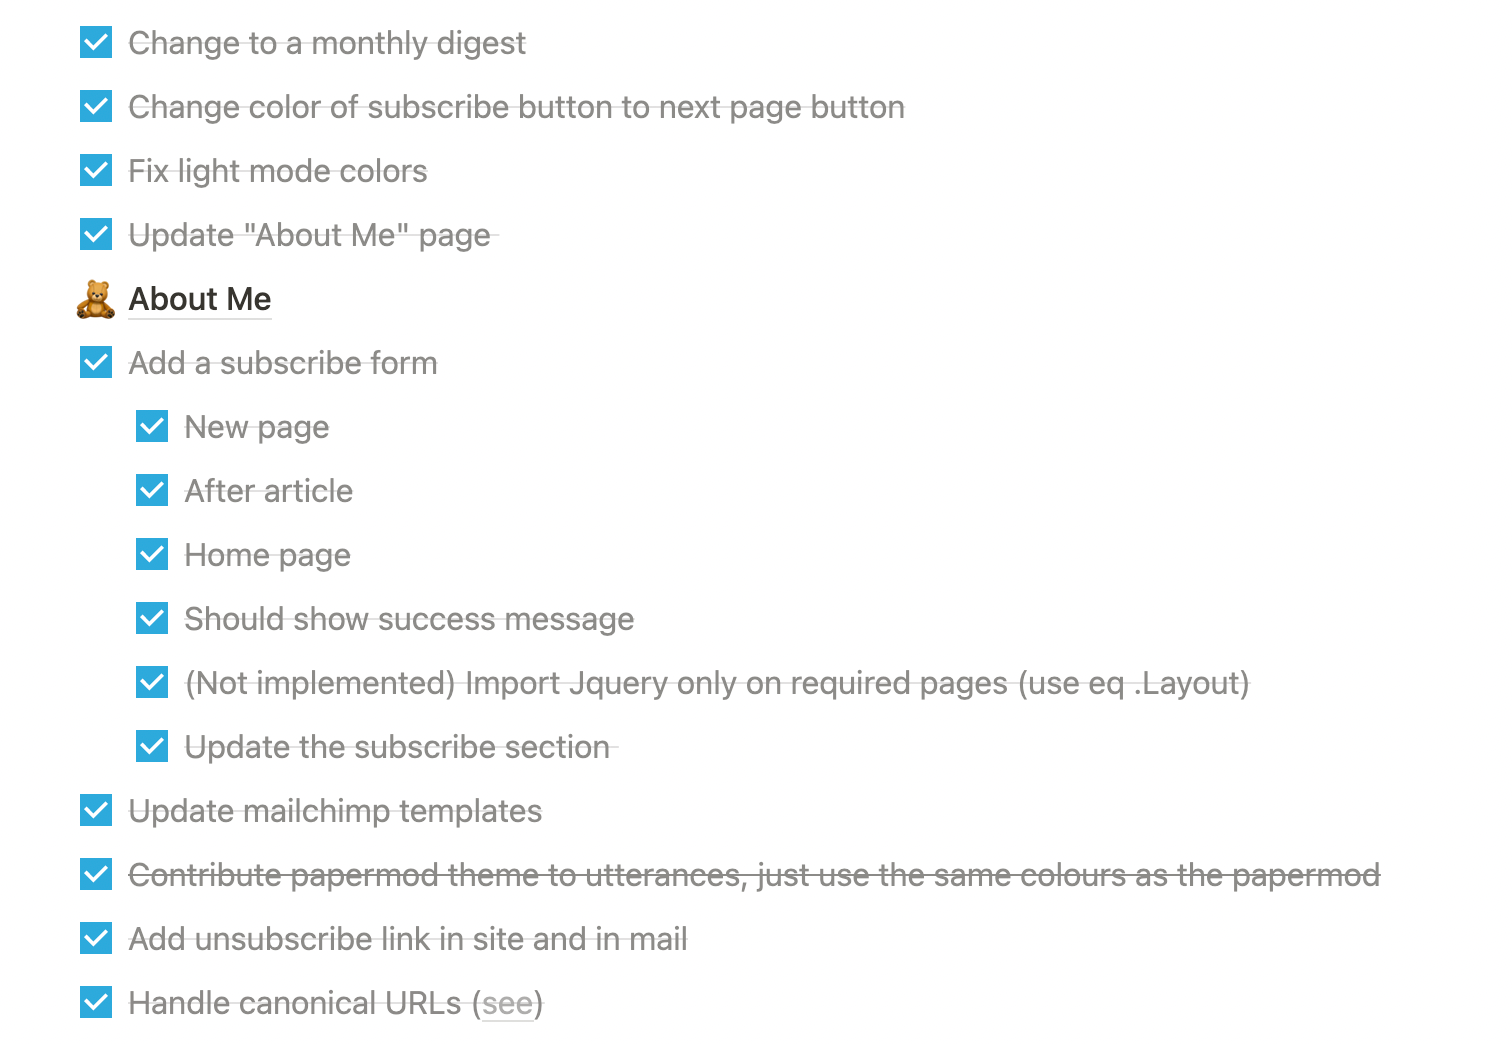 Change to a monthly digest
Change color of subscribe button to next page button
Fix light mode colors
Update "About Me" page
About Me
Add a subscribe form
New page
After article
Home page
Should show success message
(Not implemented) Import Jquery only on required pages (use eq .Layout)
Update the subscribe section
Update mailchimp templates
Contribute papermod theme to utterances, just use the same colours as the papermod
Add unsubscribe link in site and in mail
Handle canonical URLs (see)